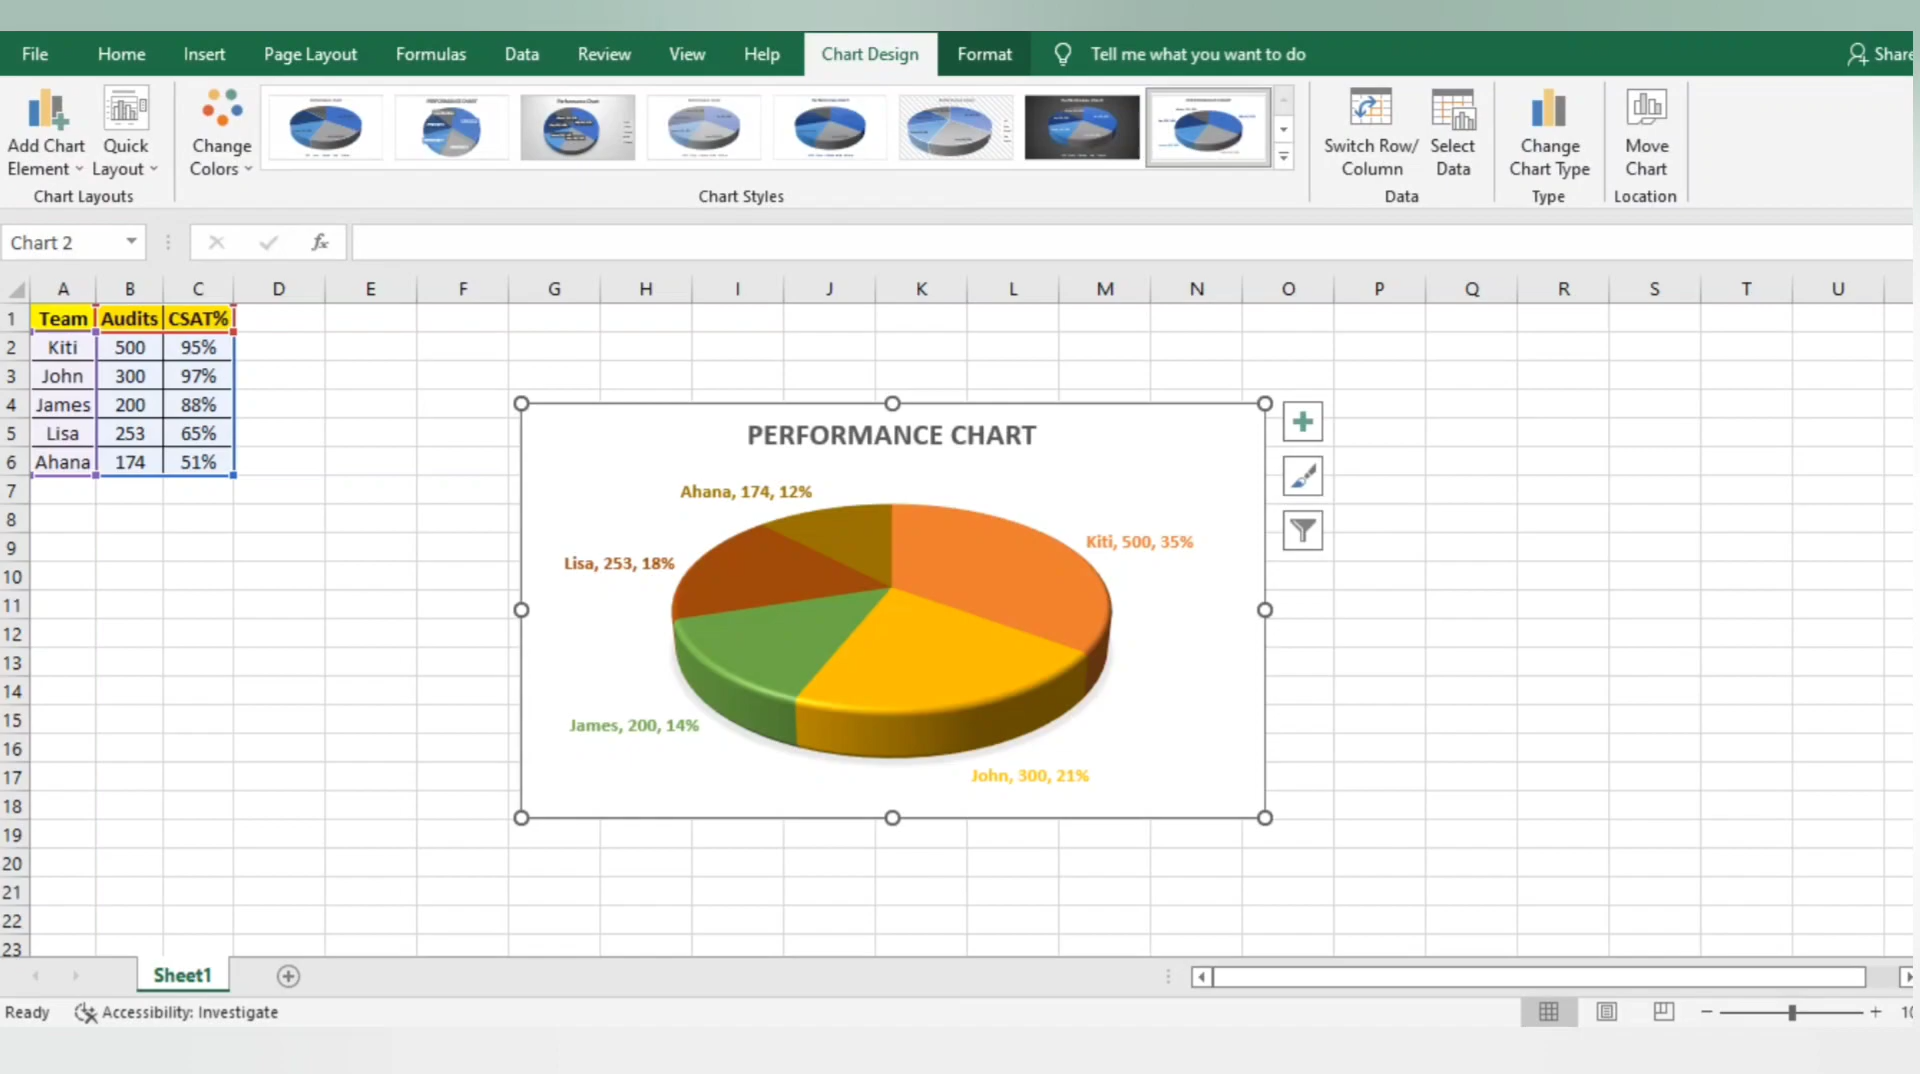 File Home Insert Page Layout Formulas Data Review View Help Chart Design Format Tell me what you want to do Share
Add Chart Element Quick Layout Change Colors Switch Row/ Column Select Data Change Chart Type Move Chart
Chart Layouts Chart Styles Data Type Location
Chart 2 fx
A B C D E F G H I J K L M N O P Q R S T U
1 Team Audits CSAT%
2 Kiti 500 95%
3 John 300 97%
4 James 200 88%
5 Lisa 253 65%
6 Ahana 174 51%
7
8
9
10
11
12
13
14
15
16
17
18
19
20
21
22
23
PERFORMANCE CHART
Ahana, 174, 12%
Kiti, 500, 35%
Lisa, 253, 18%
James, 200, 14%
John, 300, 21%
Sheet1
Ready Accessibility: Investigate